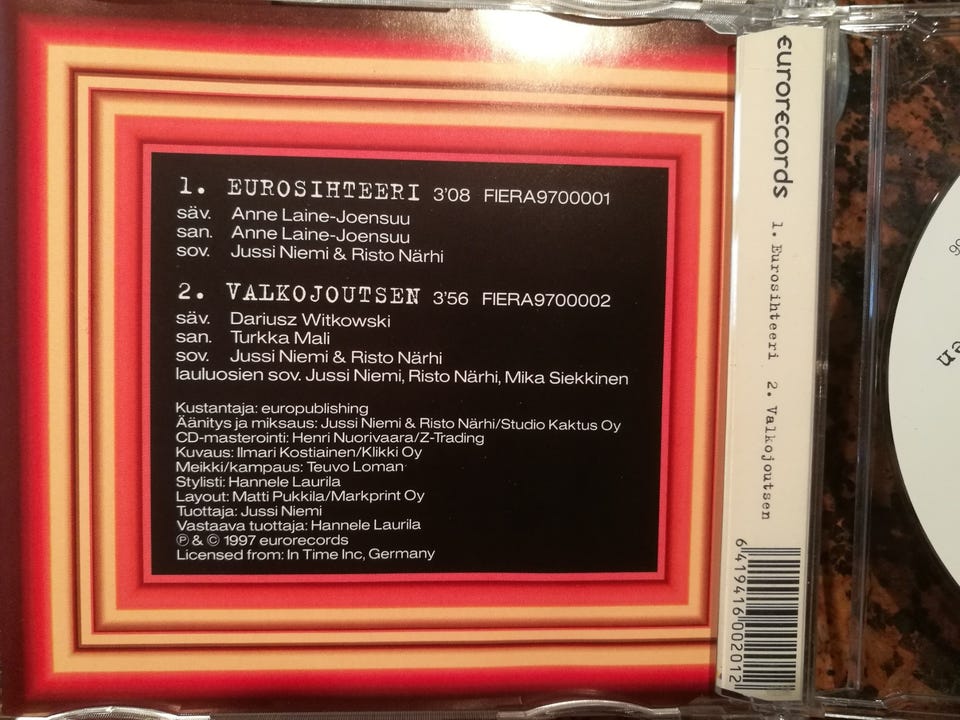 1. EUROSIHTEERI 3'08 FIERA9700001
säv. Anne Laine-Joensuu
san. Anne Laine-Joensuu
sov. Jussi Niemi & Risto Närhi
2. VALKOJOUTSEN 3'56 FIERA9700002
säv. Dariusz Witkowski
san. Turkka Mali
sov. Jussi Niemi & Risto Närhi
lauluosien sov. Jussi Niemi, Risto Närhi, Mika Siekkinen
Kustantaja: europublishing
Äänitys ja miksaus: Jussi Niemi & Risto Närhi/Studio Kaktus Oy
CD-masterointi: Henri Nuorivaara/Z-Trading
Kuvaus: Ilmari Kostiainen/Klikki Oy
Meikki/kampaus: Teuvo Loman
Stylisti: Hannele Laurila
Layout: Matti Pukkila/Markprint Oy
Tuottaja: Jussi Niemi
Vastaava tuottaja: Hannele Laurila
℗ & © 1997 eurorecords
Licensed from: In Time Inc, Germany
eurorecords 1. Eurosihteeri 2. Valkojoutsen
6 419416 002012
en